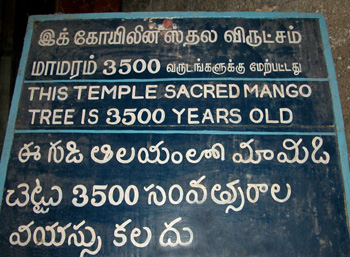 இக் கோயிலின் ஸ்தல விருட்சம்
மாமரம் 3500 வருடங்களுக்கு மேற்பட்டது
THIS TEMPLE SACRED MANGO
TREE IS 3500 YEARS OLD
ఈ గడి ఆలయంలో మామిడి
చెట్టు 3500 సంవత్సరాల
వయస్సు కలదు